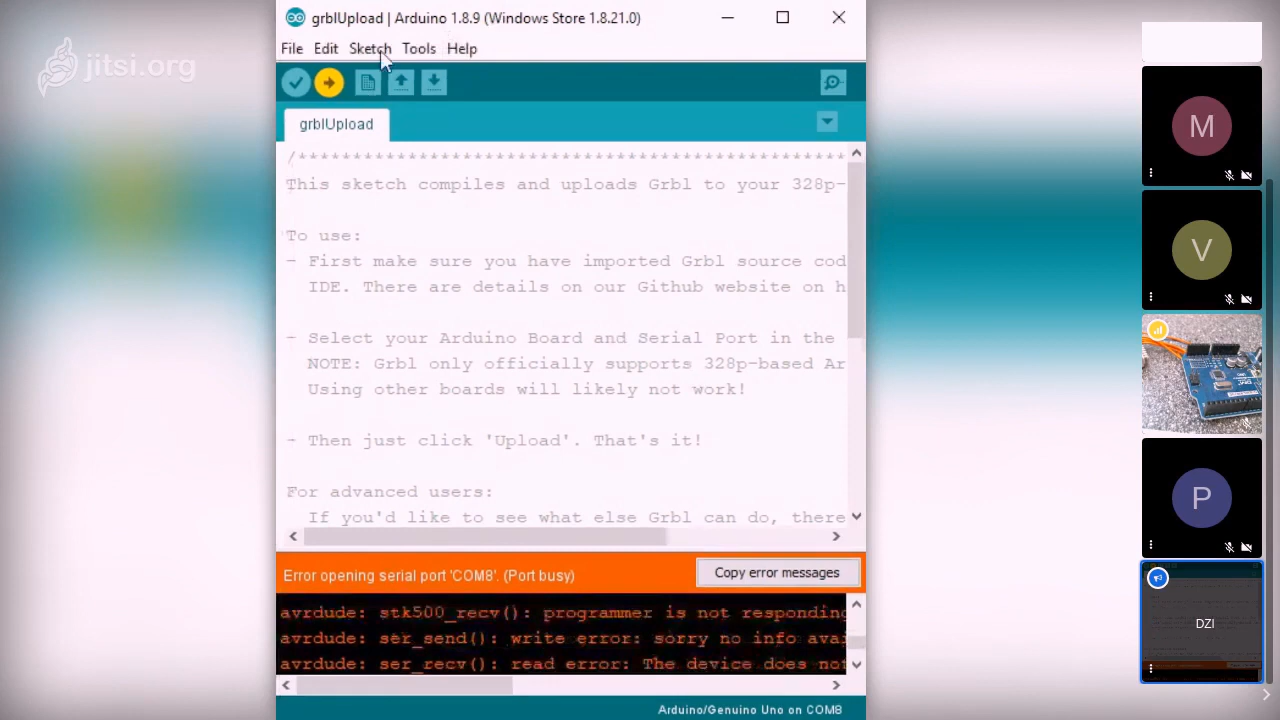 jitsi.org
grblUpload | Arduino 1.8.9 (Windows Store 1.8.21.0)
File Edit Sketch Tools Help
grblUpload
/***************************************************
This sketch compiles and uploads Grbl to your 328p-
To use:
- First make sure you have imported Grbl source cod
IDE. There are details on our Github website on h
- Select your Arduino Board and Serial Port in the
NOTE: Grbl only officially supports 328p-based Ar
Using other boards will likely not work!
- Then just click 'Upload'. That's it!
For advanced users:
If you'd like to see what else Grbl can do, there
Error opening serial port 'COM8'. (Port busy)
Copy error messages
avrdude: stk500_recv(): programmer is not responding
avrdude: ser_send(): write error: sorry no info avai
avrdude: ser_recv(): read error: The device does not
Arduino/Genuino Uno on COM8
M
V
P
DZI